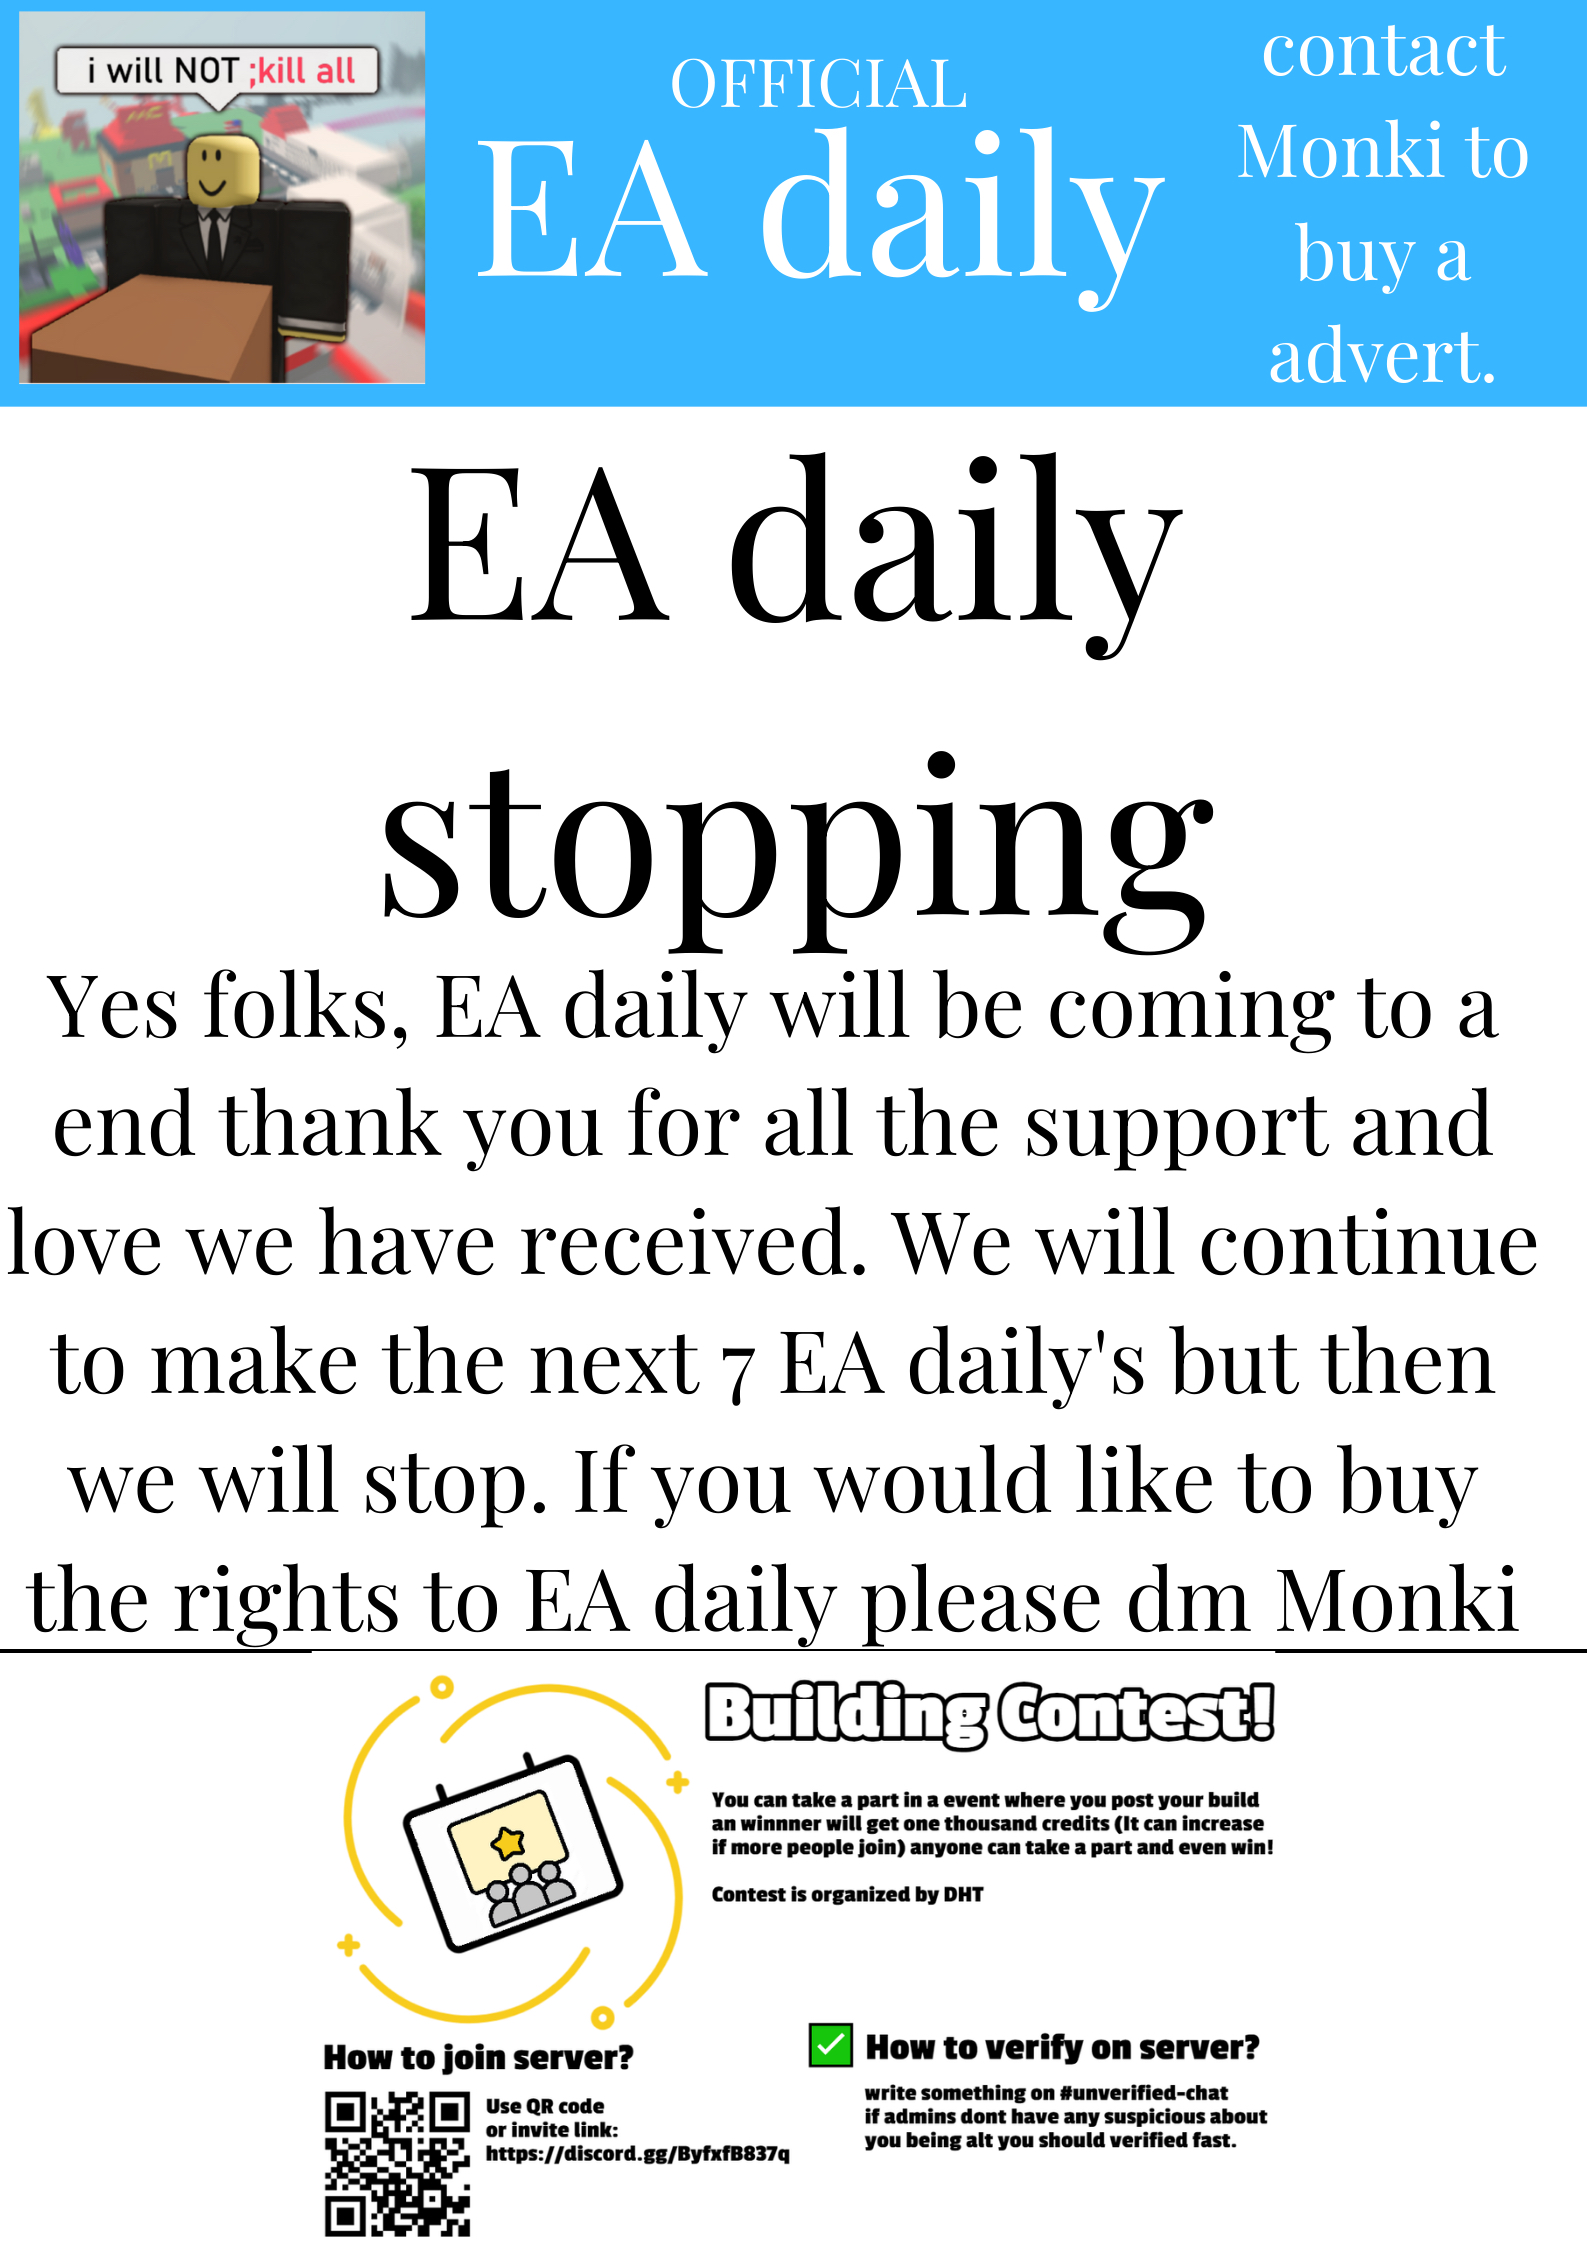 i will NOT ;kill all
OFFICIAL
EA daily
contact
Monki to
buy a
advert.
EA daily
stopping
Yes folks, EA daily will be coming to a
end thank you for all the support and
love we have received. We will continue
to make the next 7 EA daily's but then
we will stop. If you would like to buy
the rights to EA daily please dm Monki
Building Contest!
You can take a part in a event where you post your build
an winnner will get one thousand credits (It can increase
if more people join) anyone can take a part and even win!
Contest is organized by DHT
How to join server?
Use QR code
or invite link:
https://discord.gg/ByfxfB837q
How to verify on server?
write something on #unverified-chat
if admins dont have any suspicious about
you being alt you should verified fast.